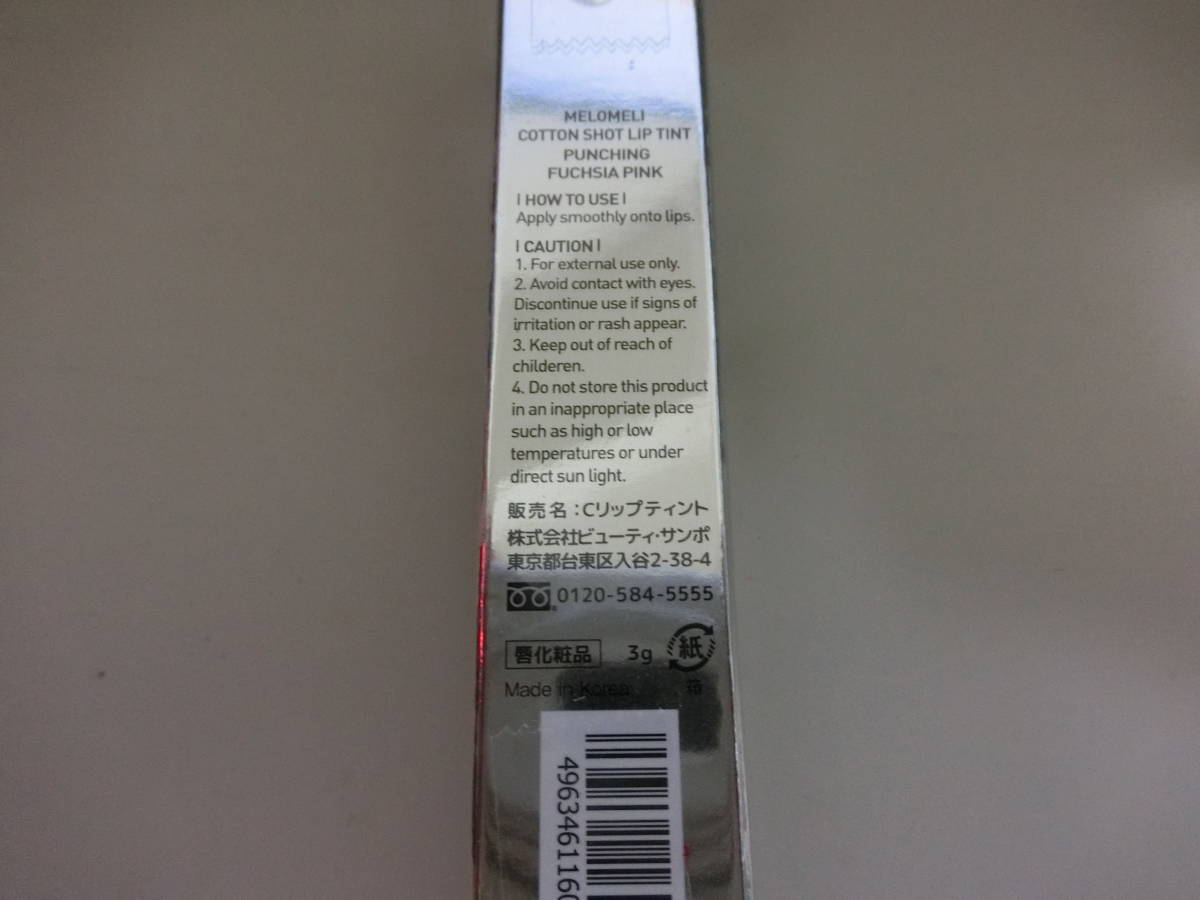 MELOMELI
COTTON SHOT LIP TINT
PUNCHING
FUCHSIA PINK
| HOW TO USE |
Apply smoothly onto lips.
| CAUTION |
1. For external use only.
2. Avoid contact with eyes.
Discontinue use if signs of
irritation or rash appear.
3. Keep out of reach of
childeren.
4. Do not store this product
in an inappropriate place
such as high or low
temperatures or under
direct sun light.
販売名:Cリップティント
株式会社ビューティ・サンポ
東京都台東区入谷2-38-4
0120-584-5555
唇化粧品 3g 紙
Made in Korea 箱
496346116